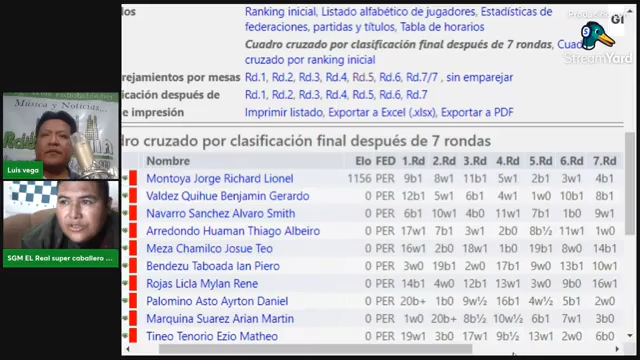 los
Ranking inicial, Listado alfabético de jugadores, Estadísticas de
federaciones, partidas y títulos, Tabla de horarios
Cuadro cruzado por clasificación final después de 7 rondas, Cuad
cruzado por ranking inicial
arejamientos por mesas Rd.1, Rd.2, Rd.3, Rd.4, Rd.5, Rd.6, Rd.7/7 , sin emparejar
ficación después de Rd.1, Rd.2, Rd.3, Rd.4, Rd.5, Rd.6, Rd.7
e impresión Imprimir listado, Exportar a Excel (.xlsx), Exportar a PDF
GI
StreamYard
dro cruzado por clasificación final después de 7 rondas
Nombre Elo FED 1.Rd 2.Rd 3.Rd 4.Rd 5.Rd 6.Rd 7.Rd
Montoya Jorge Richard Lionel 1156 PER 9b1 8w1 11b1 5w1 2b1 3w1 4b1
Valdez Quihue Benjamin Gerardo 0 PER 12b1 5w1 6b1 4w1 1w0 10b1 8b1
Navarro Sanchez Alvaro Smith 0 PER 6b1 10w1 4b0 11w1 7b1 1b0 9w1
Arredondo Huaman Thiago Albeiro 0 PER 17w1 7b1 3w1 2b0 8b½ 11w1 1w0
Meza Chamilco Josue Teo 0 PER 16w1 2b0 18w1 1b0 19b1 8w0 14b1
Bendezu Taboada Ian Piero 0 PER 3w0 19b1 2w0 17b1 9w0 13b1 10w1
Rojas Licla Mylan Rene 0 PER 14b1 4w0 12b1 13w1 3w0 9b0 16w1
Palomino Asto Ayrton Daniel 0 PER 20b+ 1b0 9w½ 16b1 4w½ 5b1 2w0
Marquina Suarez Arian Martin 0 PER 1w0 20b+ 8b½ 10w½ 6b1 7w1 3b0
Tineo Tenorio Ezio Matheo 0 PER 19w1 3b0 17w1 9b½ 13w1 2w0 6b0
Música y Noticias...
Luis vega
SGM EL Real super caballero ...